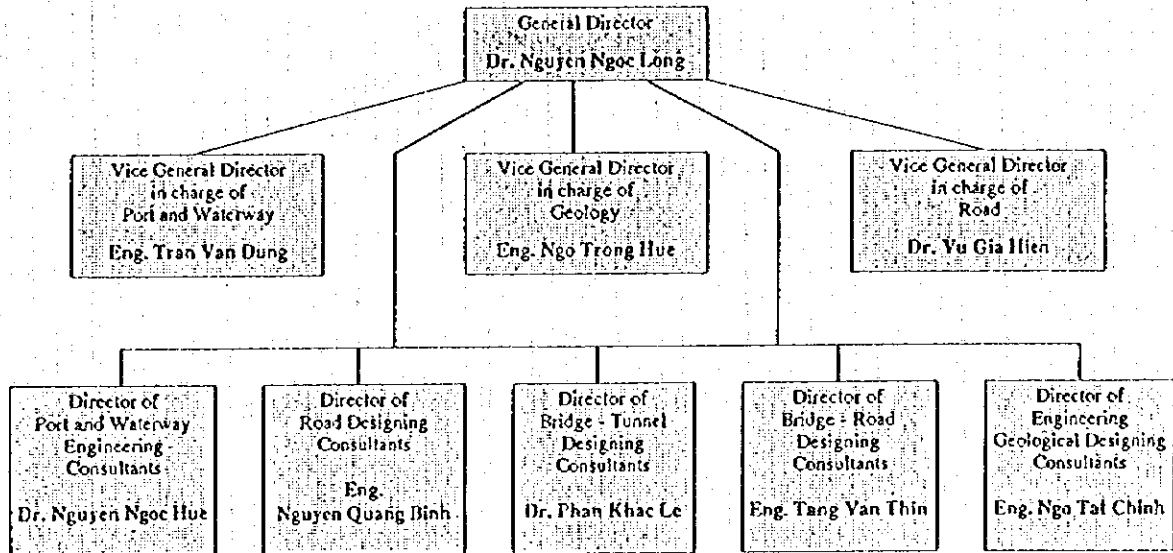 General Director
Dr. Nguyen Ngoc Long
Vice General Director
in charge of
Port and Waterway
Eng. Tran Van Dung
Vice General Director
in charge of
Geology
Eng. Ngo Trong Hue
Vice General Director
in charge of
Road
Dr. Vu Gia Hien
Director of
Port and Waterway
Engineering
Consultants
Dr. Nguyen Ngoc Hue
Director of
Road Designing
Consultants
Eng.
Nguyen Quang Binh
Director of
Bridge - Tunnel
Designing
Consultants
Dr. Phan Khac Le
Director of
Bridge - Road
Designing
Consultants
Eng. Tang Van Thin
Director of
Engineering
Geological Designing
Consultants
Eng. Ngo Tat Chinh